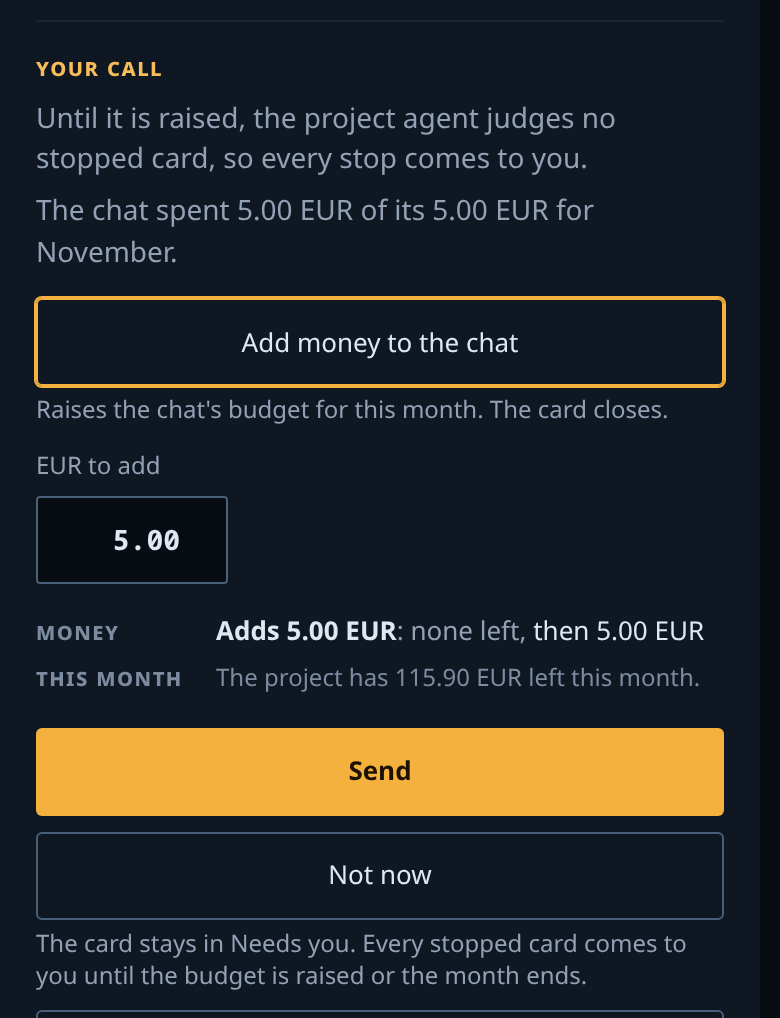 YOUR CALL
Until it is raised, the project agent judges no
stopped card, so every stop comes to you.
The chat spent 5.00 EUR of its 5.00 EUR for
November.
Add money to the chat
Raises the chat's budget for this month. The card closes.
EUR to add
5.00
MONEY Adds 5.00 EUR: none left, then 5.00 EUR
THIS MONTH The project has 115.90 EUR left this month.
Send
Not now
The card stays in Needs you. Every stopped card comes to
you until the budget is raised or the month ends.